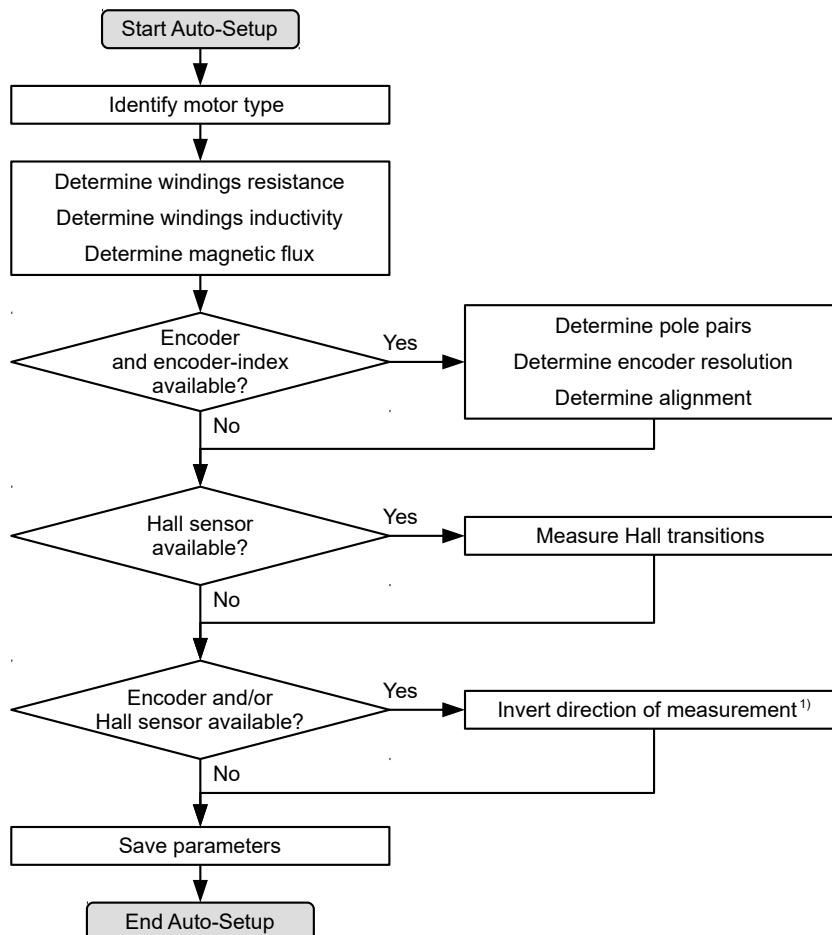 Start Auto-Setup
Identify motor type
Determine windings resistance
Determine windings inductivity
Determine magnetic flux
Encoder
and encoder-index
available?
Yes
Determine pole pairs
Determine encoder resolution
Determine alignment
No
Hall sensor
available?
Yes
Measure Hall transitions
No
Encoder and/or
Hall sensor available?
Yes
Invert direction of measurement 1)
No
Save parameters
End Auto-Setup